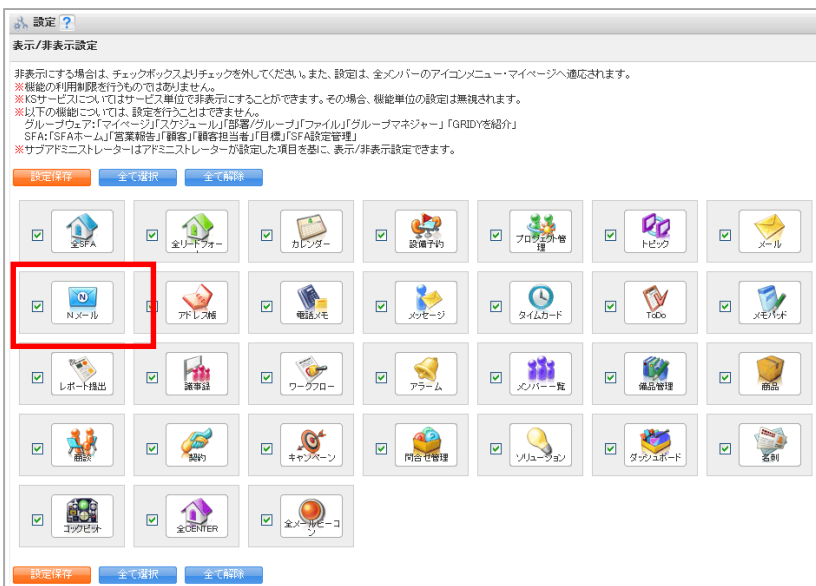 設定 ?
表示/非表示設定
非表示にする場合は、チェックボックスよりチェックを外してください。また、設定は、全メンバーのアイコンメニュー・マイページへ適応されます。
※機能の利用制限を行うものではありません。
※KSサービスについてはサービス単位で非表示にすることができます。その場合、機能単位の設定は無視されます。
※以下の機能については、設定を行うことはできません。
グループウェア:「マイページ」「スケジュール」「部署/グループ」「ファイル」「グループマネジャー」「GRIDYを紹介」
SFA:「SFAホーム」「営業報告」「顧客」「顧客担当者」「目標」「SFA設定管理」
※サブアドミニストレーターはアドミニストレーターが設定した項目を基に、表示/非表示設定できます。
設定保存 全て選択 全て解除
全SFA 全リードフォー カレンダー 設備予約 プロジェクト管理 トピック メール
Nメール アドレス帳 電話メモ メッセージ タイムカード ToDo メモパッド
レポート提出 議事録 ワークフロー アラーム メンバー一覧 備品管理 商品
商談 契約 キャンペーン 問合せ管理 ソリューション ダッシュボード 名刺
コックピット 全CENTER 全メールビーコン
設定保存 全て選択 全て解除